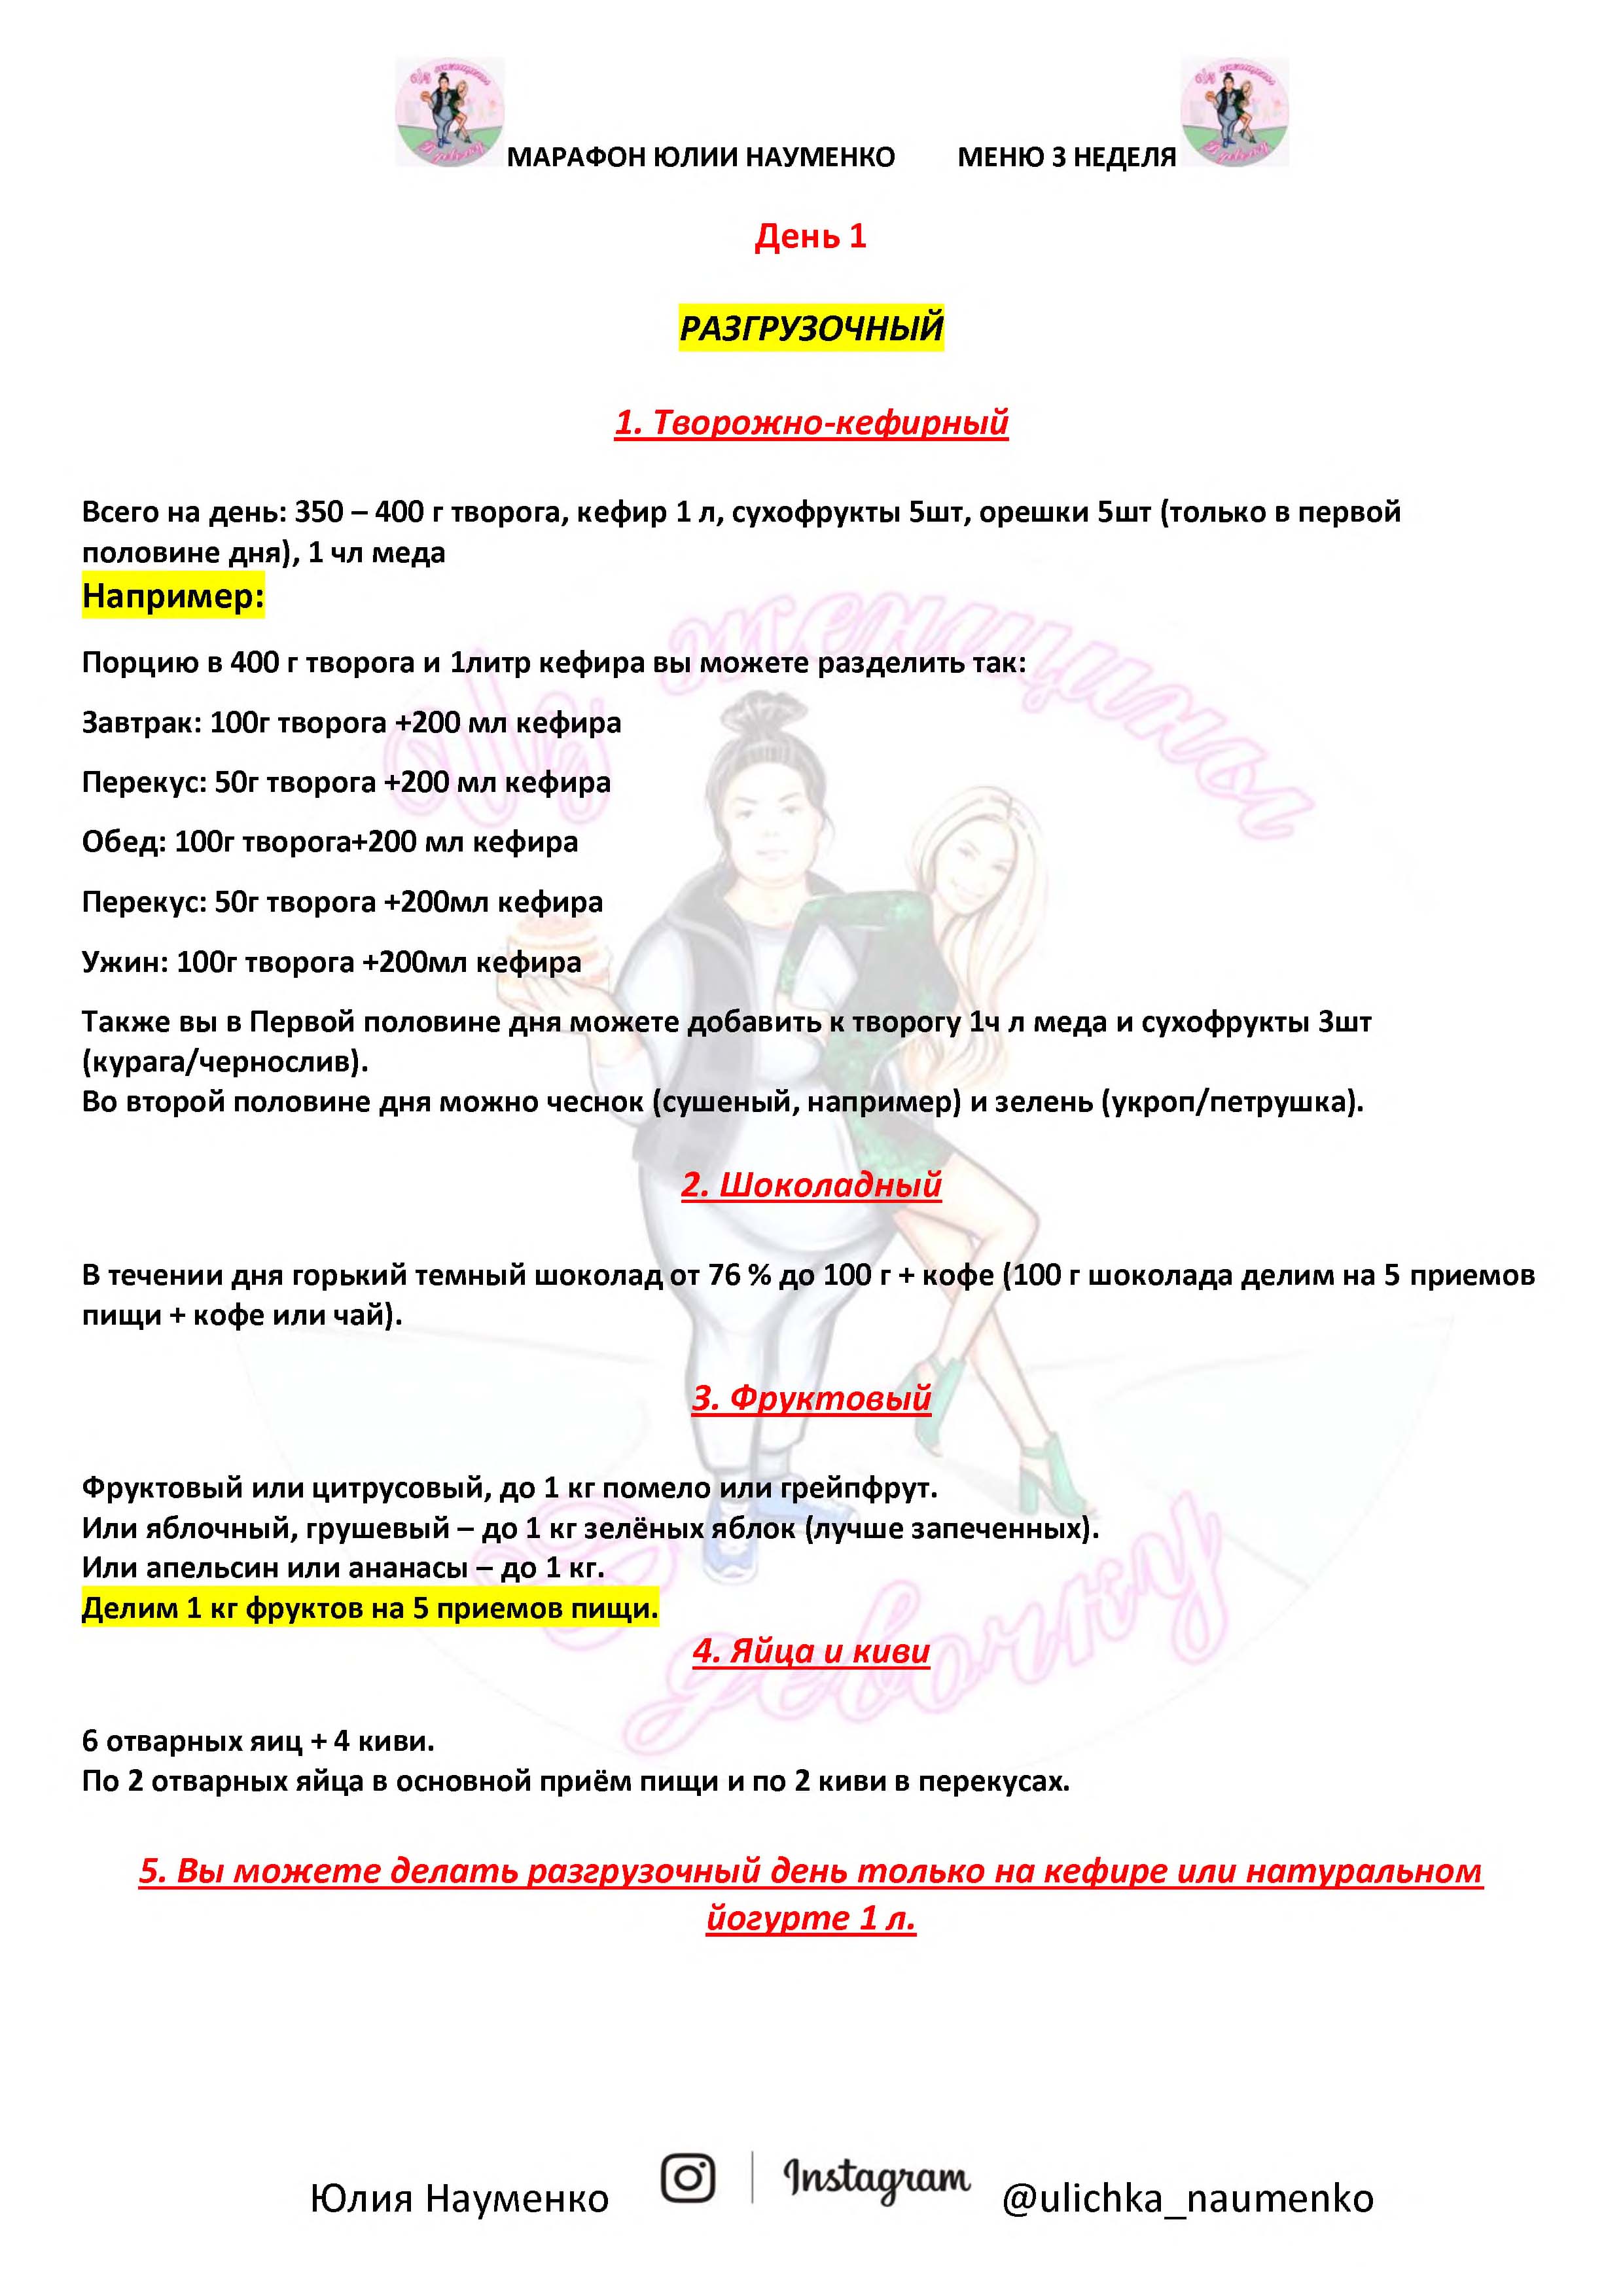 МАРАФОН ЮЛИИ НАУМЕНКО МЕНЮ 3 НЕДЕЛЯ
День 1
РАЗГРУЗОЧНЫЙ
1. Творожно-кефирный
Всего на день: 350 – 400 г творога, кефир 1 л, сухофрукты 5шт, орешки 5шт (только в первой
половине дня), 1 чл меда
Например:
Порцию в 400 г творога и 1литр кефира вы можете разделить так:
Завтрак: 100г творога +200 мл кефира
Перекус: 50г творога +200 мл кефира
Обед: 100г творога+200 мл кефира
Перекус: 50г творога +200мл кефира
Ужин: 100г творога +200мл кефира
Также вы в Первой половине дня можете добавить к творогу 1ч л меда и сухофрукты 3шт
(курага/чернослив).
Во второй половине дня можно чеснок (сушеный, например) и зелень (укроп/петрушка).
2. Шоколадный
В течении дня горький темный шоколад от 76 % до 100 г + кофе (100 г шоколада делим на 5 приемов
пищи + кофе или чай).
3. Фруктовый
Фруктовый или цитрусовый, до 1 кг помело или грейпфрут.
Или яблочный, грушевый – до 1 кг зелёных яблок (лучше запеченных).
Или апельсин или ананасы – до 1 кг.
Делим 1 кг фруктов на 5 приемов пищи.
4. Яйца и киви
6 отварных яиц + 4 киви.
По 2 отварных яйца в основной приём пищи и по 2 киви в перекусах.
5. Вы можете делать разгрузочный день только на кефире или натуральном
йогурте 1 л.
Из женщины
В девочку
Юлия Науменко Instagram @ulichka_naumenko